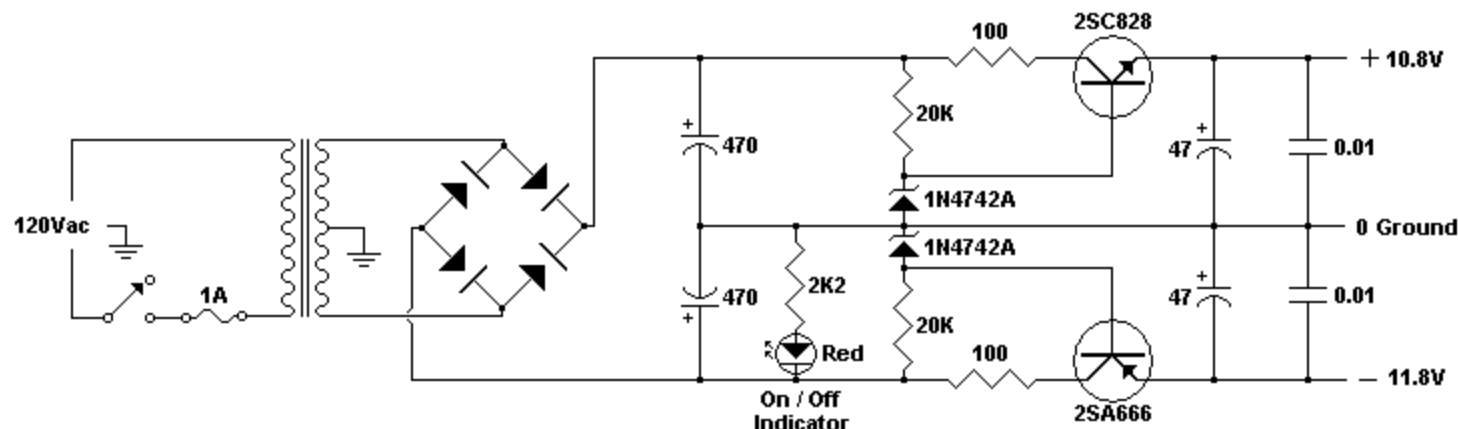 2SC828
100
+ 10.8V
20K
+
470
+
47
0.01
1N4742A
120Vac
0 Ground
1N4742A
1A
2K2
470
+
20K
+
47
0.01
Red
100
- 11.8V
On / Off
Indicator
2SA666